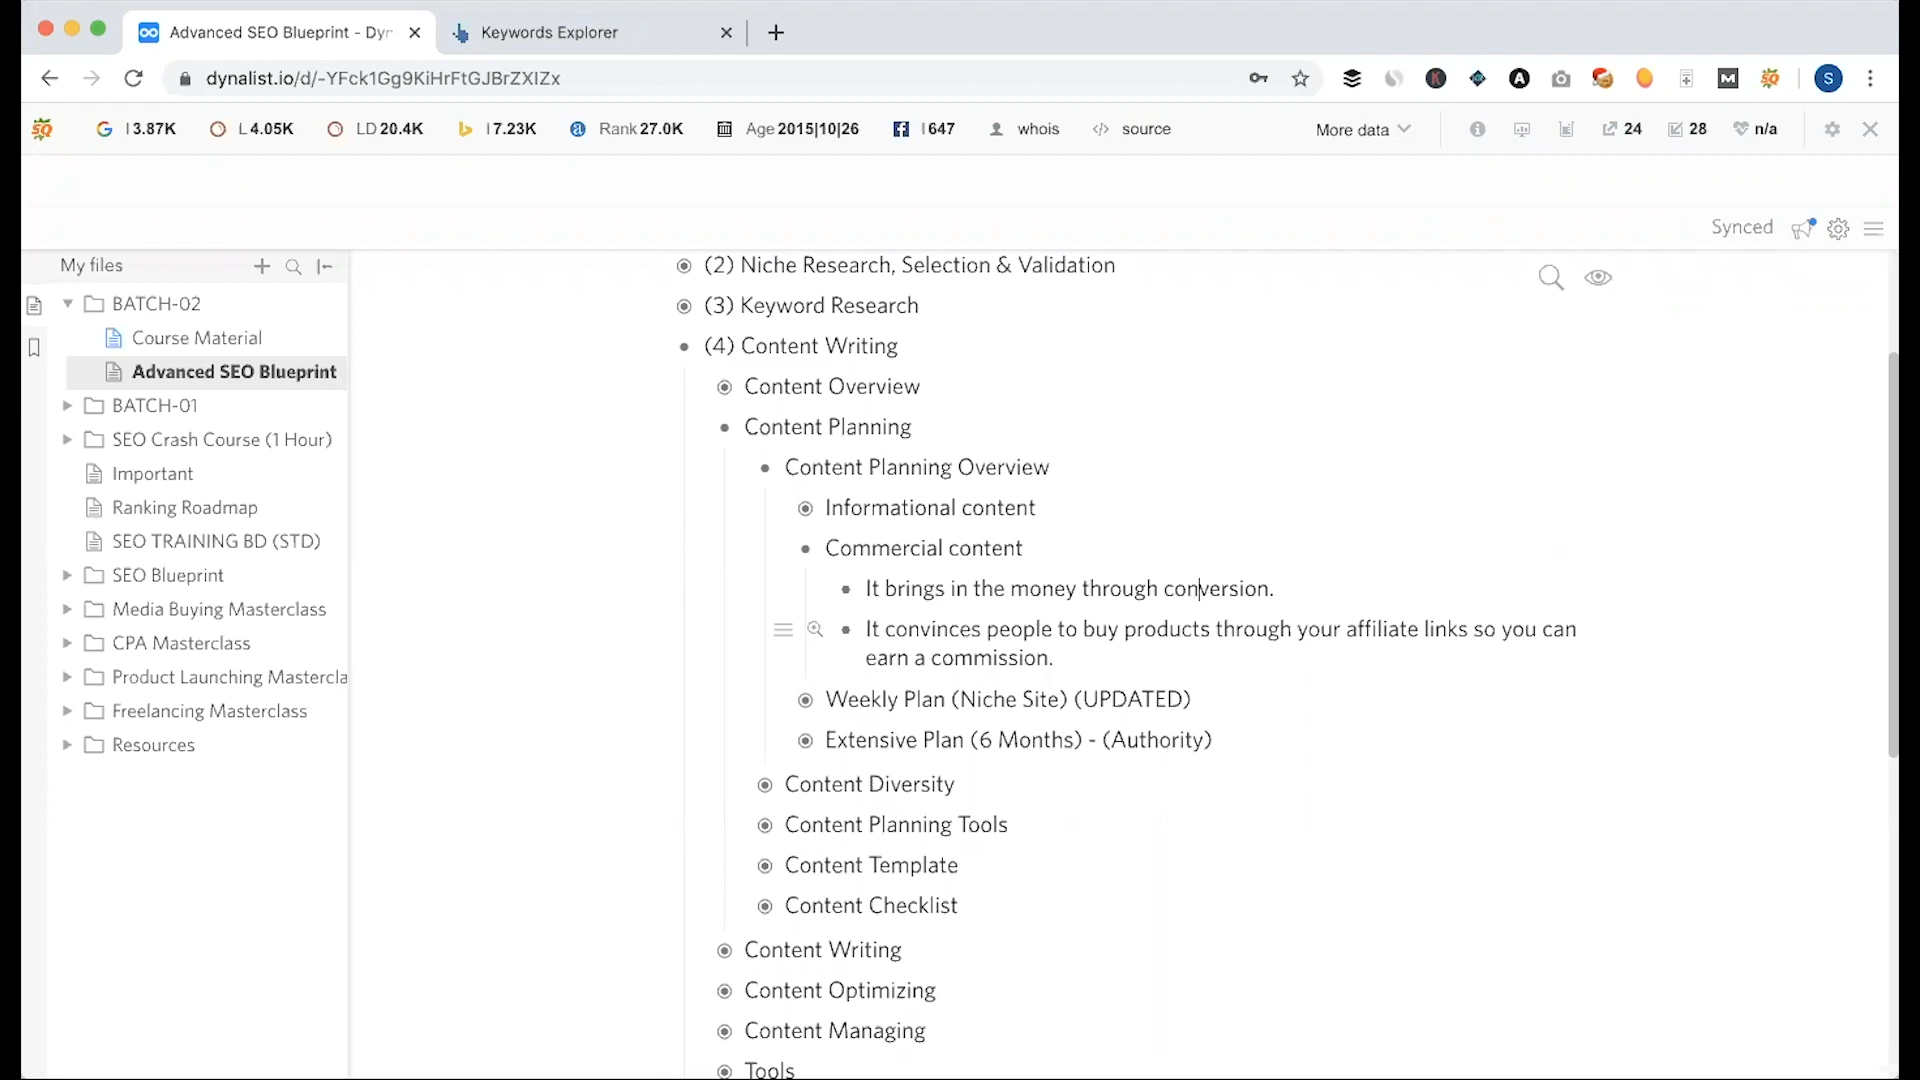 Advanced SEO Blueprint - Dyn
Keywords Explorer
dynalist.io/d/-YFck1Gg9KiHrFtGJBrZXIZx
S
I 3.87K
L 4.05K
LD 20.4K
I 7.23K
Rank 27.0K
Age 2015|10|26
I 647
whois
source
More data
24
28
n/a
Synced
My files
BATCH-02
Course Material
Advanced SEO Blueprint
BATCH-01
SEO Crash Course (1 Hour)
Important
Ranking Roadmap
SEO TRAINING BD (STD)
SEO Blueprint
Media Buying Masterclass
CPA Masterclass
Product Launching Mastercla
Freelancing Masterclass
Resources
(2) Niche Research, Selection & Validation
(3) Keyword Research
(4) Content Writing
Content Overview
Content Planning
Content Planning Overview
Informational content
Commercial content
It brings in the money through conversion.
It convinces people to buy products through your affiliate links so you can
earn a commission.
Weekly Plan (Niche Site) (UPDATED)
Extensive Plan (6 Months) - (Authority)
Content Diversity
Content Planning Tools
Content Template
Content Checklist
Content Writing
Content Optimizing
Content Managing
Tools